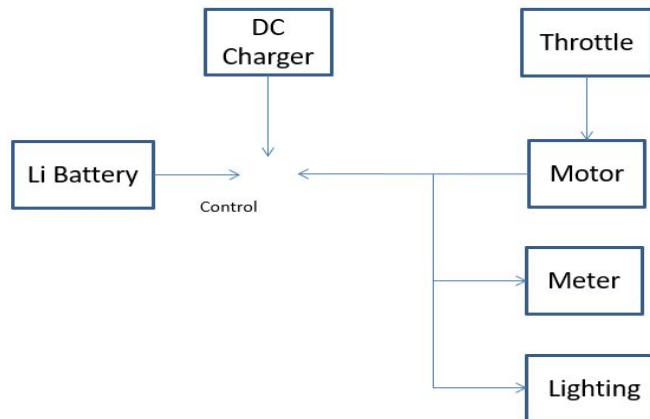 DC
Charger
Throttle
Li Battery
Control
Motor
Meter
Lighting